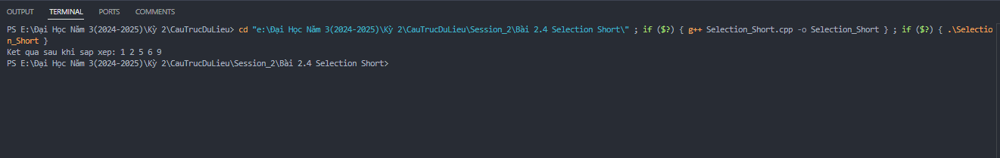 OUTPUT TERMINAL PORTS COMMENTS
PS E:\Đại Học Năm 3(2024-2025)\Kỳ 2\CauTrucDuLieu> cd "e:\Đại Học Năm 3(2024-2025)\Kỳ 2\CauTrucDuLieu\Session_2\Bài 2.4 Selection Short\" ; if ($?) { g++ Selection_Short.cpp -o Selection_Short } ; if ($?) { .\Selectio
n_Short }
Ket qua sau khi sap xep: 1 2 5 6 9
PS E:\Đại Học Năm 3(2024-2025)\Kỳ 2\CauTrucDuLieu\Session_2\Bài 2.4 Selection Short>